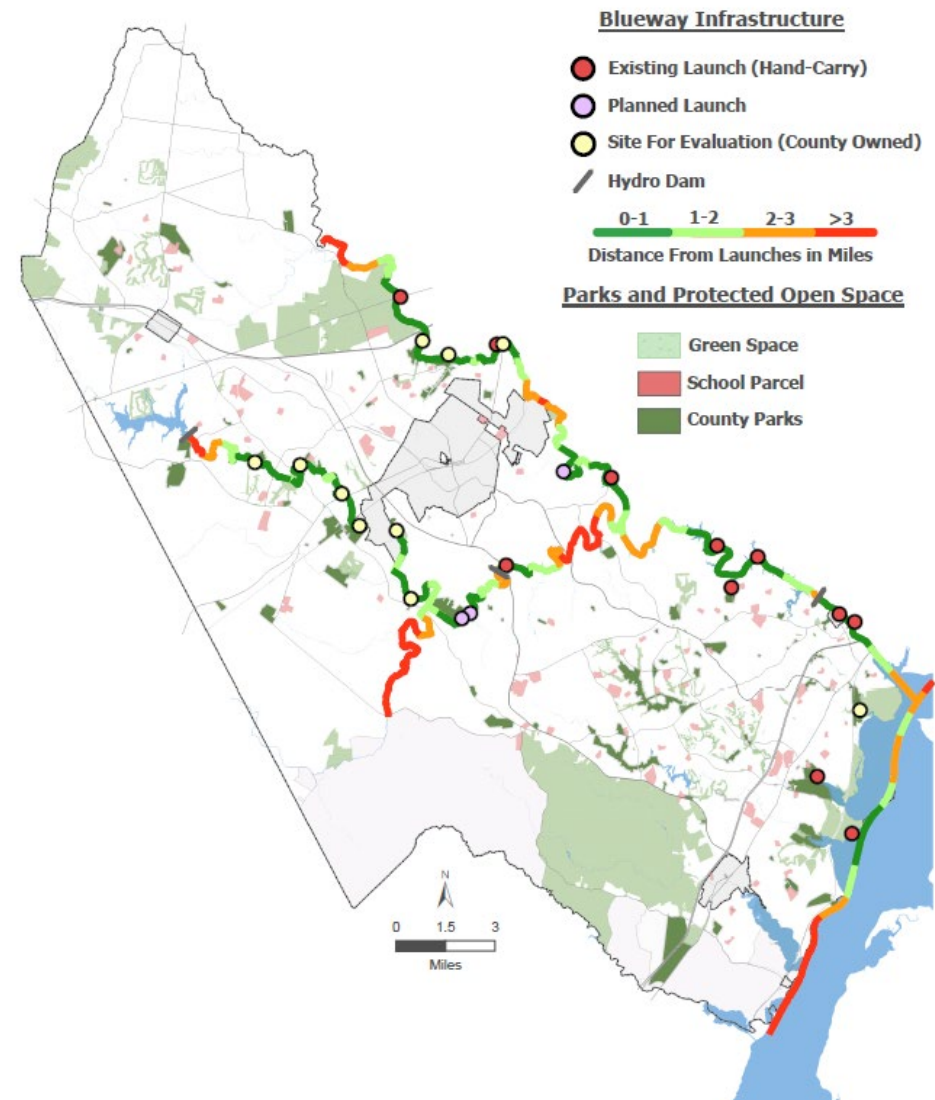 Blueway Infrastructure
Existing Launch (Hand-Carry)
Planned Launch
Site For Evaluation (County Owned)
Hydro Dam
0-1 1-2 2-3 >3
Distance From Launches in Miles
Parks and Protected Open Space
Green Space
School Parcel
County Parks
N
0 1.5 3
Miles